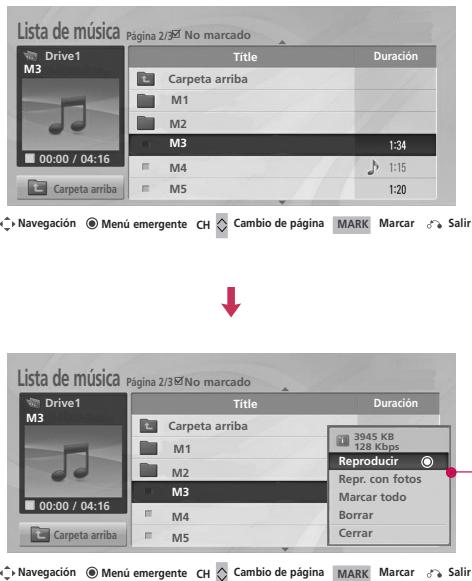 Lista de música Página 2/3 No marcado
Drive1
M3
00:00 / 04:16
Carpeta arriba
Title Duración
Carpeta arriba
M1
M2
M3 1:34
M4 1:15
M5 1:20
Navegación Menú emergente CH Cambio de página MARK Marcar Salir
Lista de música Página 2/3 No marcado
Drive1
M3
00:00 / 04:16
Carpeta arriba
Title Duración
Carpeta arriba
M1
M2
M3
M4
M5
3945 KB
128 Kbps
Reproducir
Repr. con fotos
Marcar todo
Borrar
Cerrar
Navegación Menú emergente CH Cambio de página MARK Marcar Salir